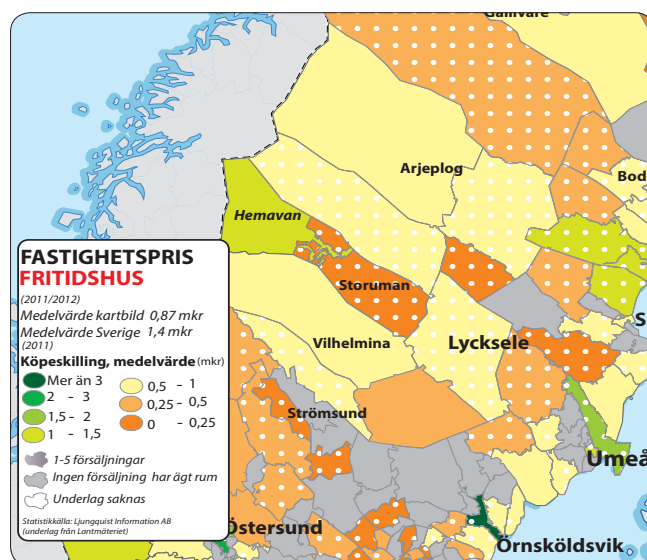 Gällivare
Arjeplog
Bod
Hemavan
FASTIGHETSPRIS
FRITIDSHUS
(2011/2012)
Medelvärde kartbild 0,87 mkr
Medelvärde Sverige 1,4 mkr
(2011)
Köpeskilling, medelvärde (mkr)
Mer än 3
2 - 3
1,5 - 2
1 - 1,5
0,5 - 1
0,25 - 0,5
0 - 0,25
1-5 försäljningar
Ingen försäljning har ägt rum
Underlag saknas
Statistikkälla: Ljungquist Information AB
(underlag från Lantmäteriet)
Storuman
S
Vilhelmina
Lycksele
Strömsund
Umeå
Östersund
Örnsköldsvik